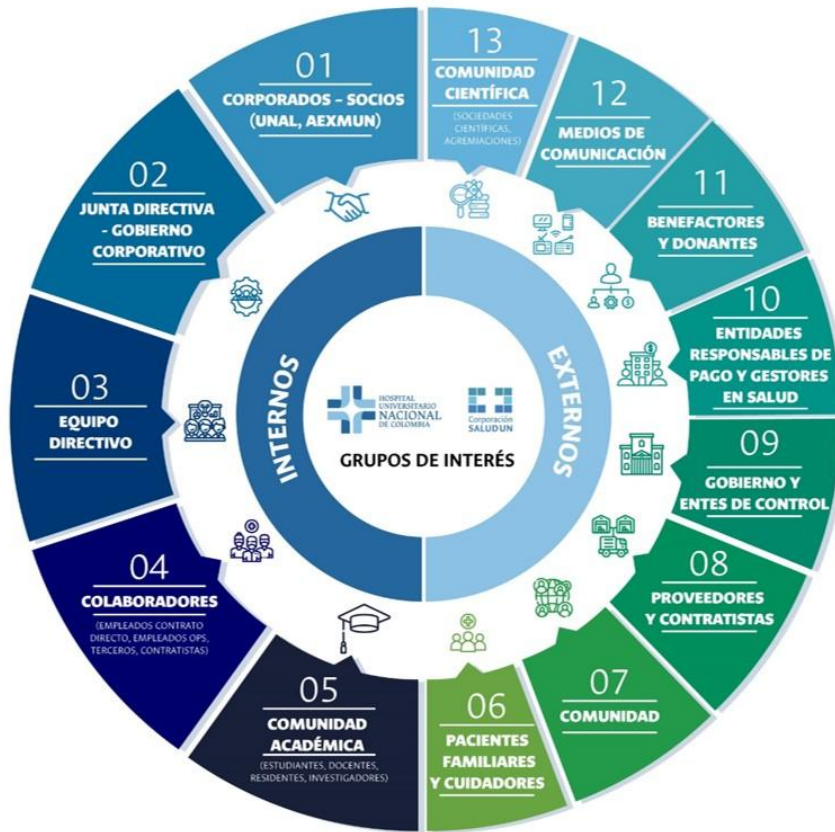 01
CORPORADOS – SOCIOS
(UNAL, AEXMUN)
02
JUNTA DIRECTIVA
- GOBIERNO
CORPORATIVO
03
EQUIPO
DIRECTIVO
04
COLABORADORES
(EMPLEADOS CONTRATO
DIRECTO, EMPLEADOS OPS,
TERCEROS, CONTRATISTAS)
05
COMUNIDAD
ACADÉMICA
(ESTUDIANTES, DOCENTES,
RESIDENTES, INVESTIGADORES)
06
PACIENTES
FAMILIARES
Y CUIDADORES
07
COMUNIDAD
08
PROVEEDORES
Y CONTRATISTAS
09
GOBIERNO Y
ENTES DE CONTROL
10
ENTIDADES
RESPONSABLES DE
PAGO Y GESTORES
EN SALUD
11
BENEFACTORES
Y DONANTES
12
MEDIOS DE
COMUNICACIÓN
13
COMUNIDAD
CIENTÍFICA
(SOCIEDADES
CIENTÍFICAS,
AGREMIACIONES)
INTERNOS
EXTERNOS
HOSPITAL
UNIVERSITARIO
NACIONAL
DE COLOMBIA
Corporación
SALUDUN
GRUPOS DE INTERÉS